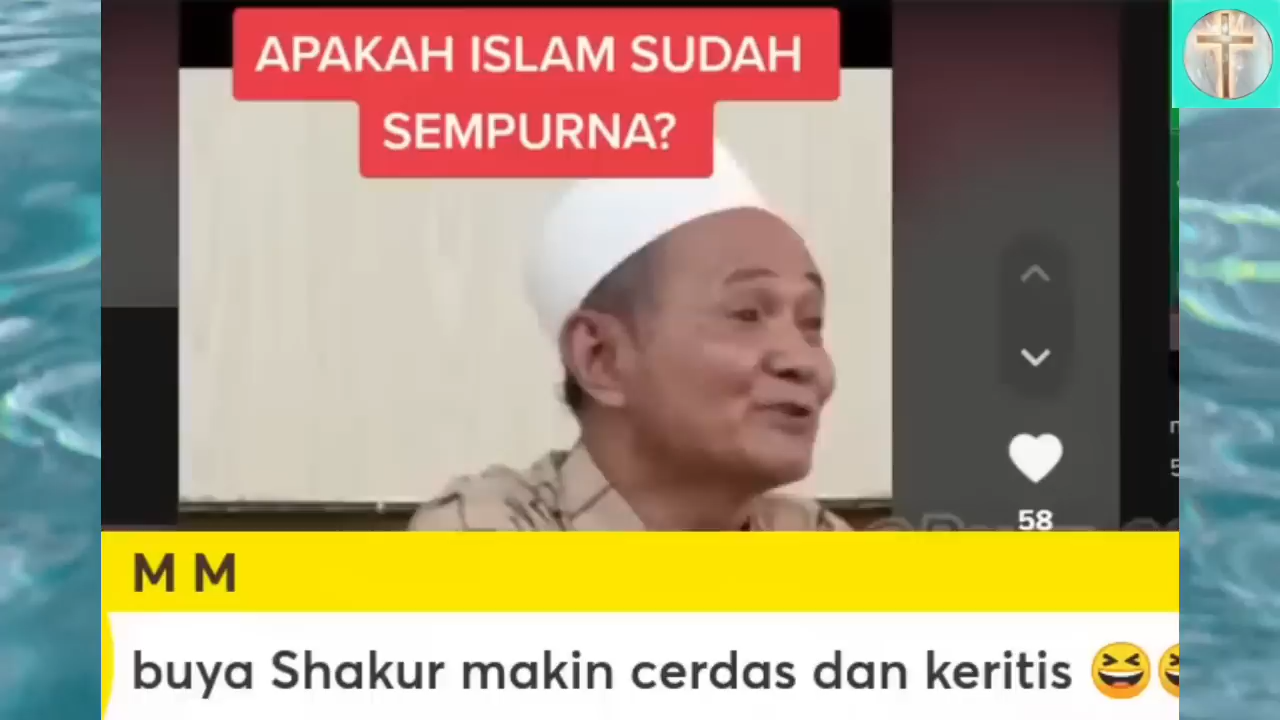 APAKAH ISLAM SUDAH
SEMPURNA?
58
M M
buya Shakur makin cerdas dan keritis 😆